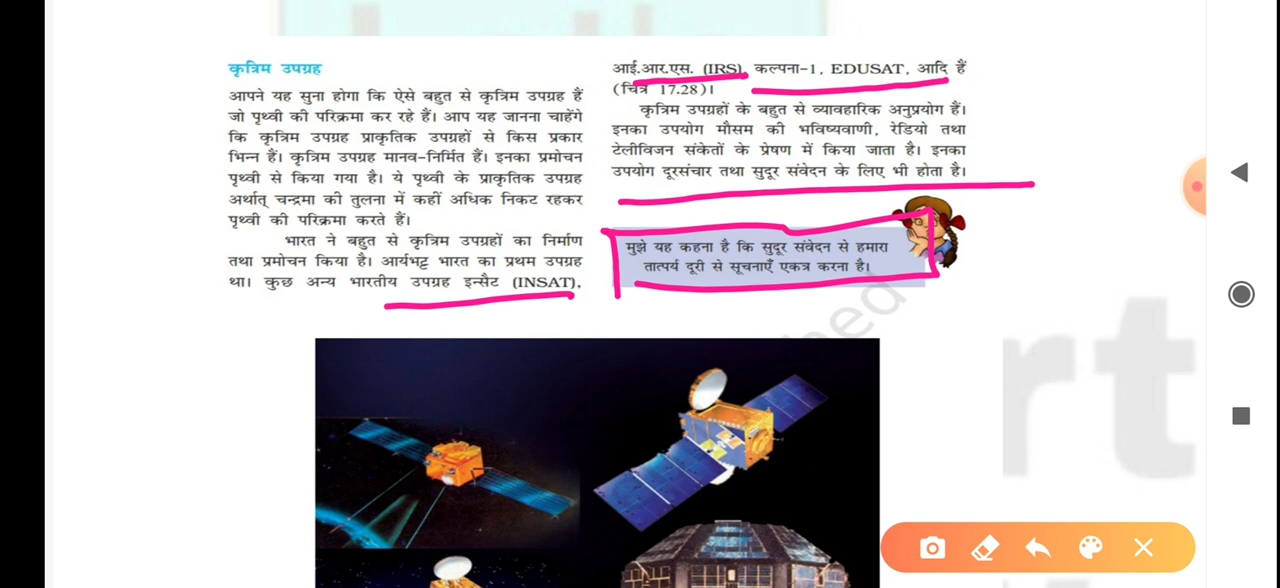 कृत्रिम उपग्रह
आपने यह सुना होगा कि ऐसे बहुत से कृत्रिम उपग्रह हैं
जो पृथ्वी की परिक्रमा कर रहे हैं। आप यह जानना चाहेंगे
कि कृत्रिम उपग्रह प्राकृतिक उपग्रहों से किस प्रकार
भिन्न हैं। कृत्रिम उपग्रह मानव-निर्मित हैं। इनका प्रमोचन
पृथ्वी से किया गया है। ये पृथ्वी के प्राकृतिक उपग्रह
अर्थात् चन्द्रमा की तुलना में कहीं अधिक निकट रहकर
पृथ्वी की परिक्रमा करते हैं।
भारत ने बहुत से कृत्रिम उपग्रहों का निर्माण
तथा प्रमोचन किया है। आर्यभट्ट भारत का प्रथम उपग्रह
था। कुछ अन्य भारतीय उपग्रह इन्सैट (INSAT),
आई.आर.एस. (IRS), कल्पना-1, EDUSAT, आदि हैं
(चित्र 17.28)।
कृत्रिम उपग्रहों के बहुत से व्यावहारिक अनुप्रयोग हैं।
इनका उपयोग मौसम की भविष्यवाणी, रेडियो तथा
टेलीविजन संकेतों के प्रेषण में किया जाता है। इनका
उपयोग दूरसंचार तथा सुदूर संवेदन के लिए भी होता है।
मुझे यह कहना है कि सुदूर संवेदन से हमारा
तात्पर्य दूरी से सूचनाएँ एकत्र करना है।